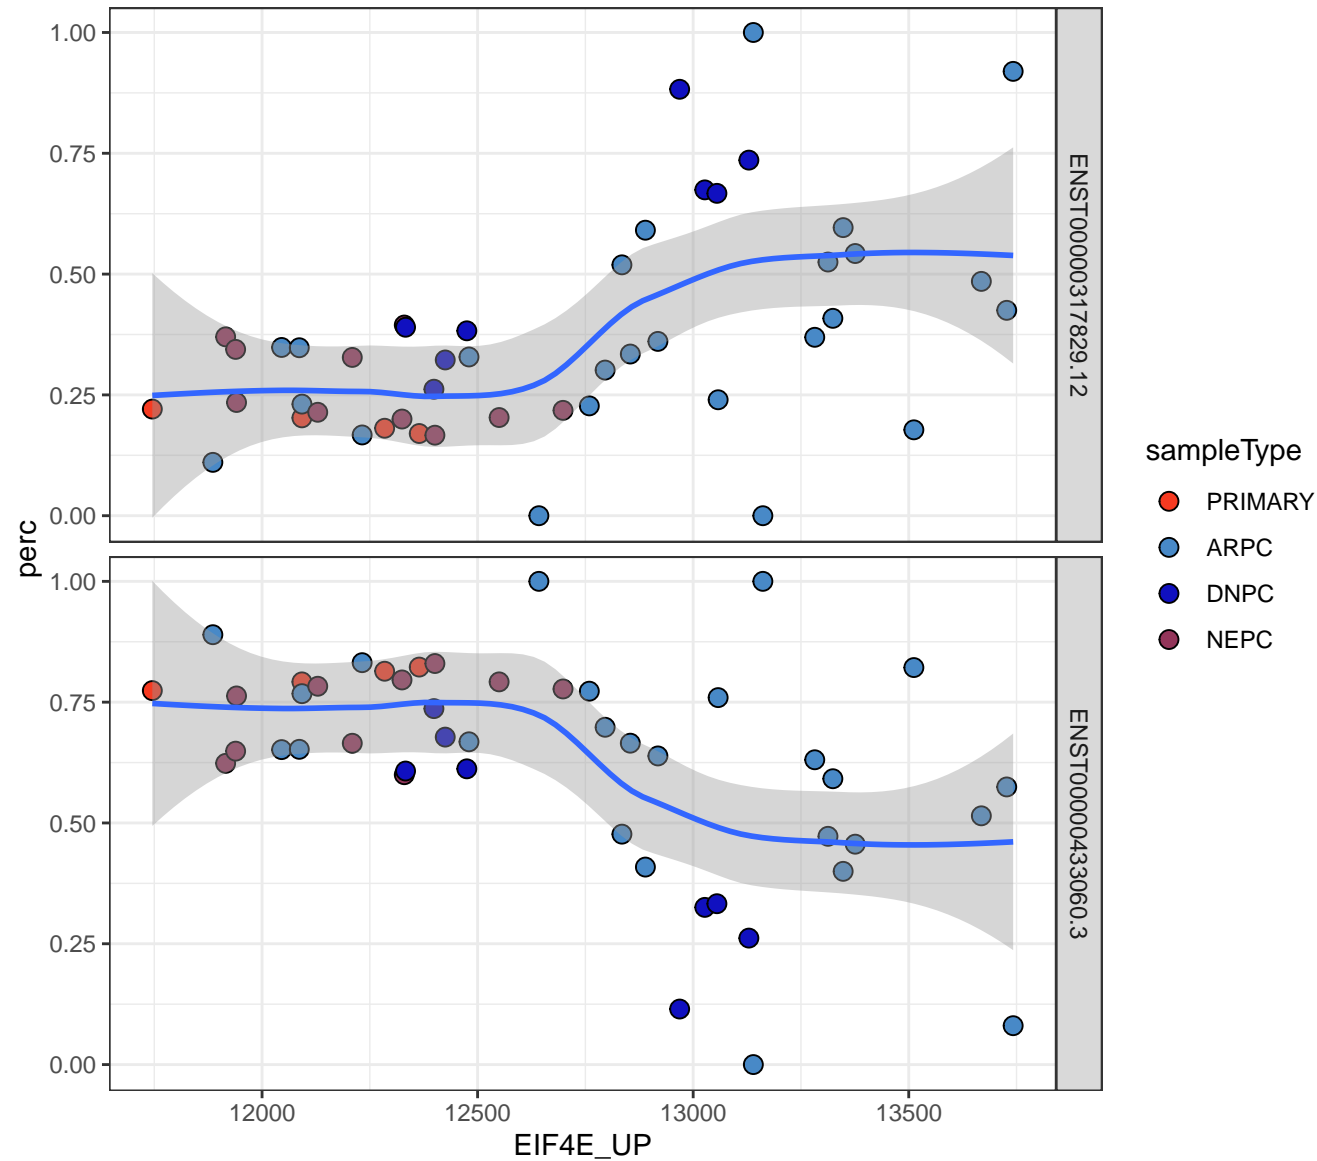 1.00
0.75
0.50
0.25
0.00
ENST00000317829.12
perc
1.00
0.75
0.50
0.25
0.00
ENST00000433060.3
12000
12500
13000
13500
EIF4E_UP
sampleType
PRIMARY
ARPC
DNPC
NEPC